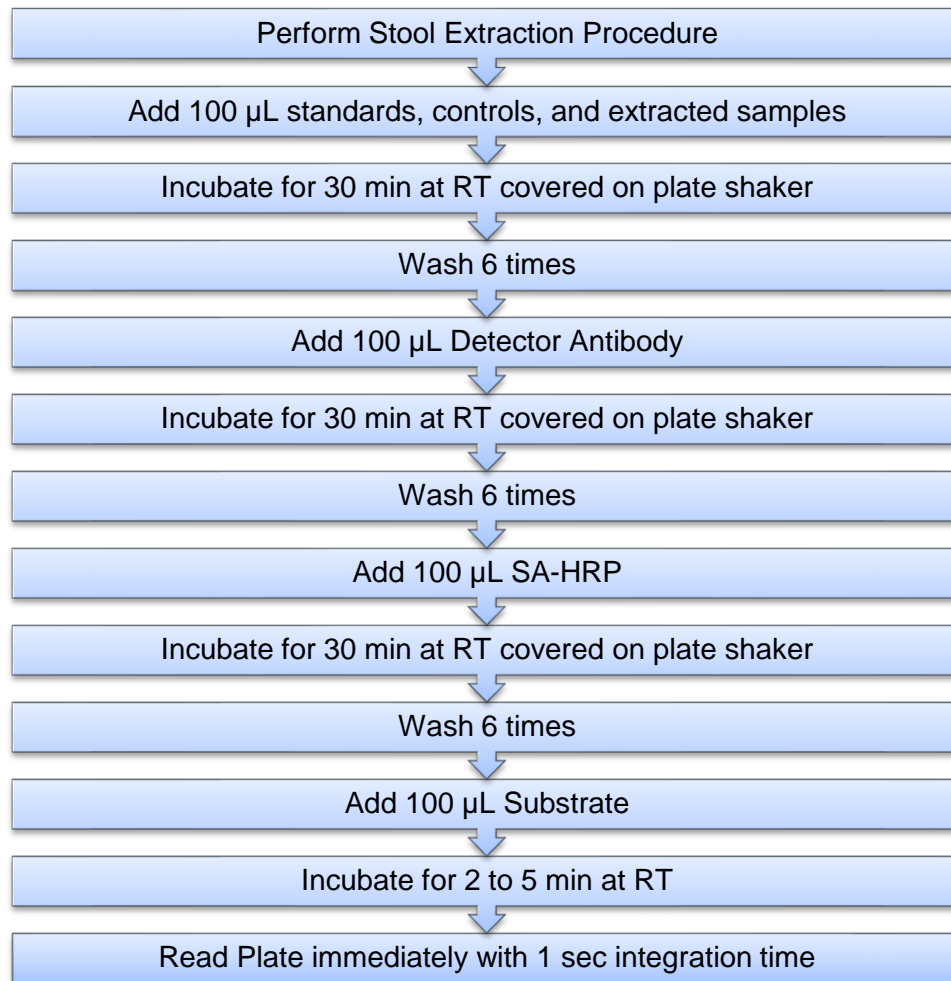 Perform Stool Extraction Procedure
Add 100 µL standards, controls, and extracted samples
Incubate for 30 min at RT covered on plate shaker
Wash 6 times
Add 100 µL Detector Antibody
Incubate for 30 min at RT covered on plate shaker
Wash 6 times
Add 100 µL SA-HRP
Incubate for 30 min at RT covered on plate shaker
Wash 6 times
Add 100 µL Substrate
Incubate for 2 to 5 min at RT
Read Plate immediately with 1 sec integration time